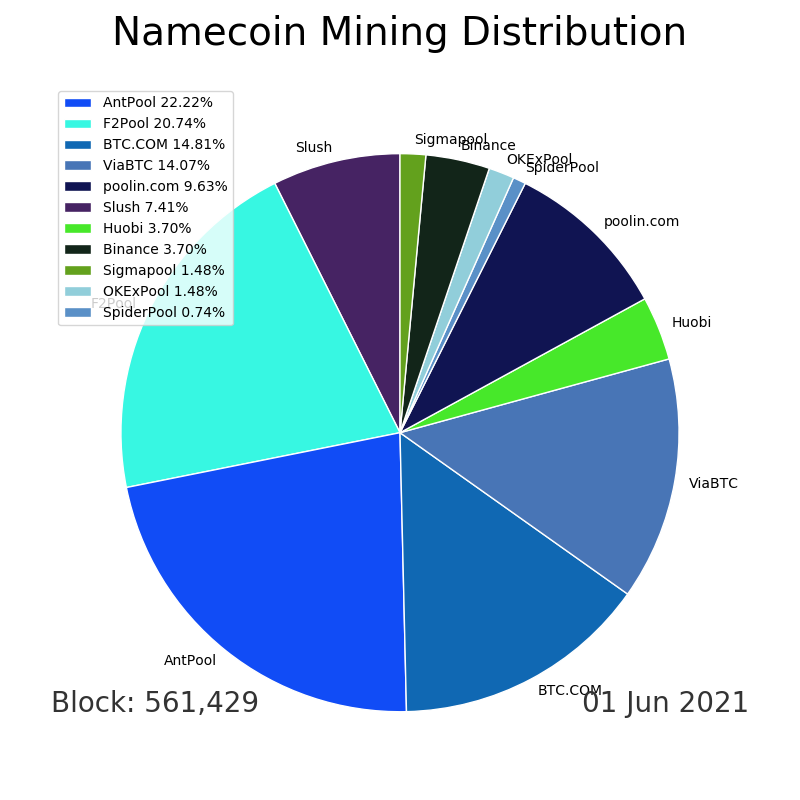 Namecoin Mining Distribution
AntPool 22.22%
F2Pool 20.74%
BTC.COM 14.81%
ViaBTC 14.07%
poolin.com 9.63%
Slush 7.41%
Huobi 3.70%
Binance 3.70%
Sigmapool 1.48%
OKExPool 1.48%
SpiderPool 0.74%
Slush
Sigmapool
Binance
OKExPool
SpiderPool
poolin.com
F2Pool
Huobi
ViaBTC
AntPool
BTC.COM
Block: 561,429
01 Jun 2021